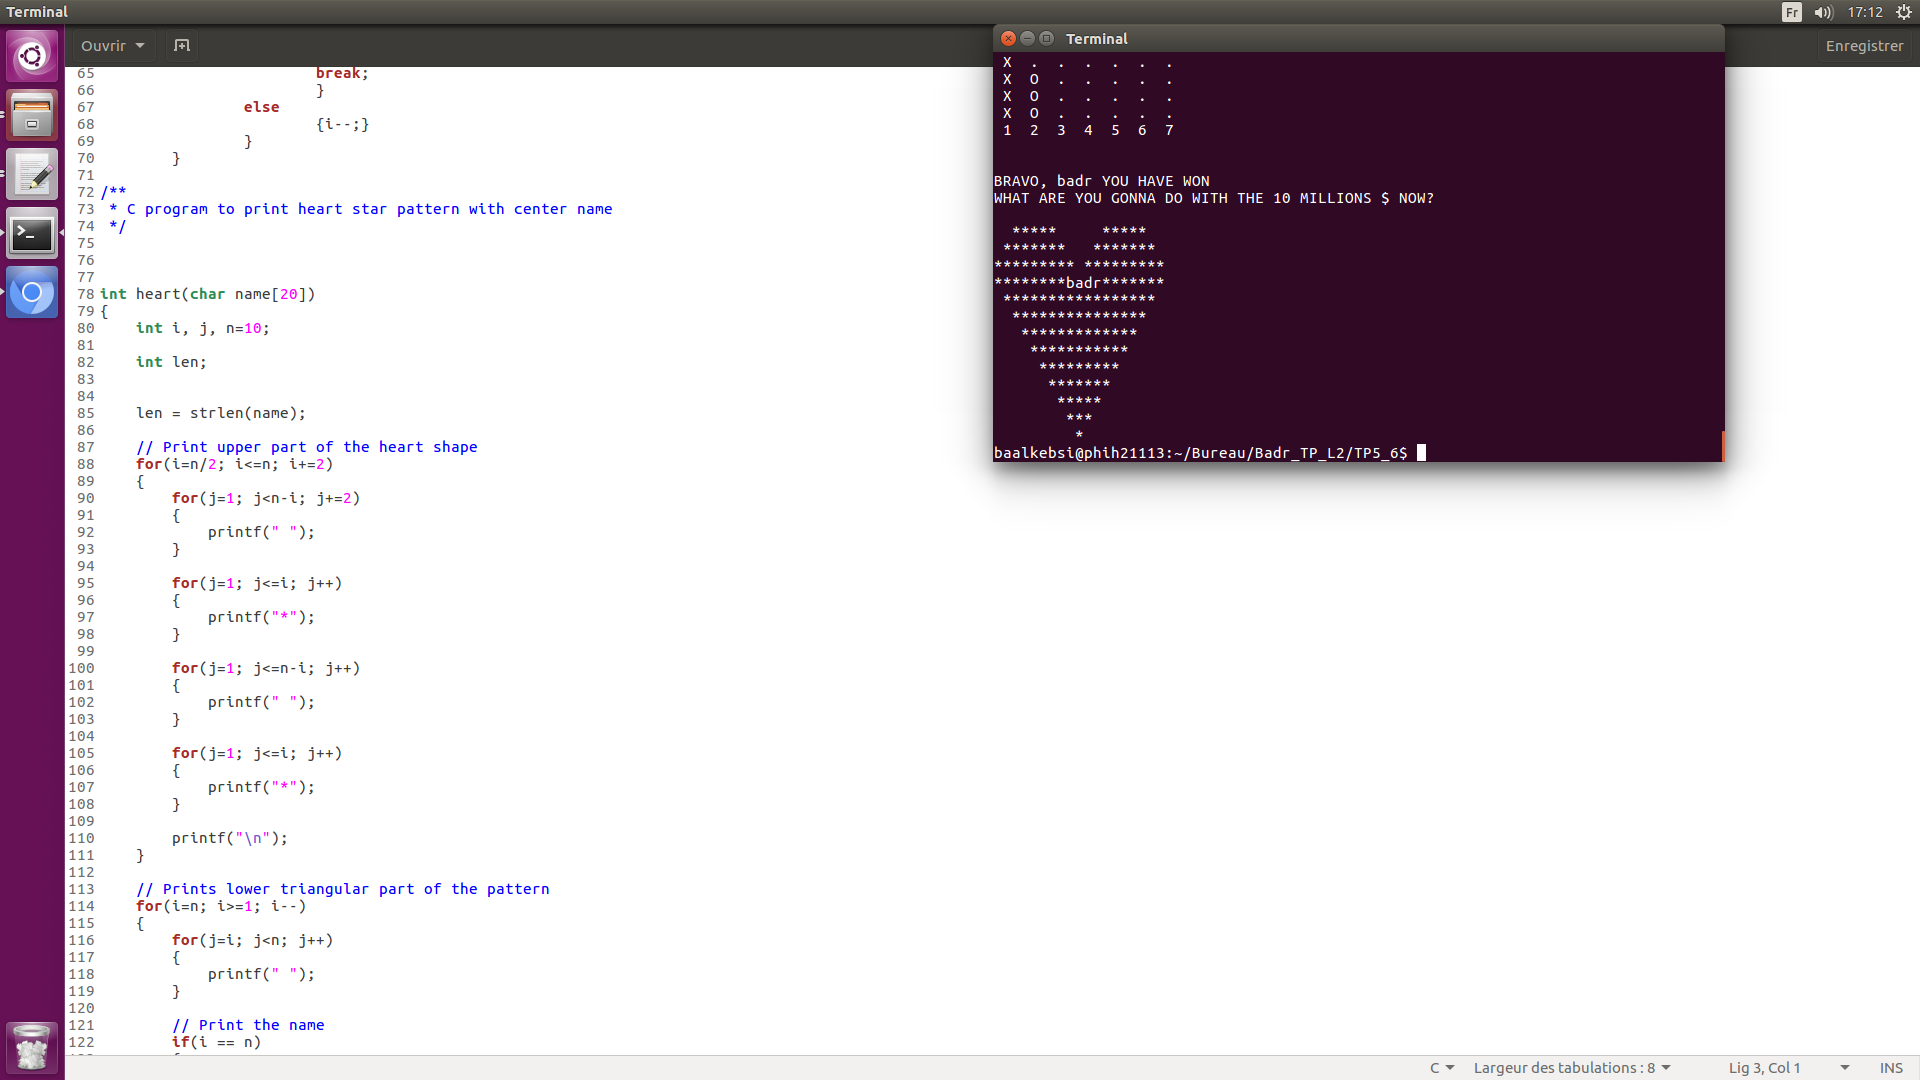 Terminal
Fr 17:12
Ouvrir
Enregistrer
65 break;
66 }
67 else
68 {i--;}
69 }
70 }
71
72 /**
73 * C program to print heart star pattern with center name
74 */
75
76
77
78 int heart(char name[20])
79 {
80 int i, j, n=10;
81
82 int len;
83
84
85 len = strlen(name);
86
87 // Print upper part of the heart shape
88 for(i=n/2; i<=n; i+=2)
89 {
90 for(j=1; j<n-i; j+=2)
91 {
92 printf(" ");
93 }
94
95 for(j=1; j<=i; j++)
96 {
97 printf("*");
98 }
99
100 for(j=1; j<=n-i; j++)
101 {
102 printf(" ");
103 }
104
105 for(j=1; j<=i; j++)
106 {
107 printf("*");
108 }
109
110 printf("\n");
111 }
112
113 // Prints lower triangular part of the pattern
114 for(i=n; i>=1; i--)
115 {
116 for(j=i; j<n; j++)
117 {
118 printf(" ");
119 }
120
121 // Print the name
122 if(i == n)
Terminal
X . . . . . .
X O . . . . .
X O . . . . .
X O . . . . .
1 2 3 4 5 6 7
BRAVO, badr YOU HAVE WON
WHAT ARE YOU GONNA DO WITH THE 10 MILLIONS $ NOW?
  *****     *****
 *******   *******
********* *********
********badr*******
 *****************
  ***************
   *************
    ***********
     *********
      *******
       *****
        ***
         *
baalkebsi@phih21113:~/Bureau/Badr_TP_L2/TP5_6$
C Largeur des tabulations : 8 Lig 3, Col 1 INS